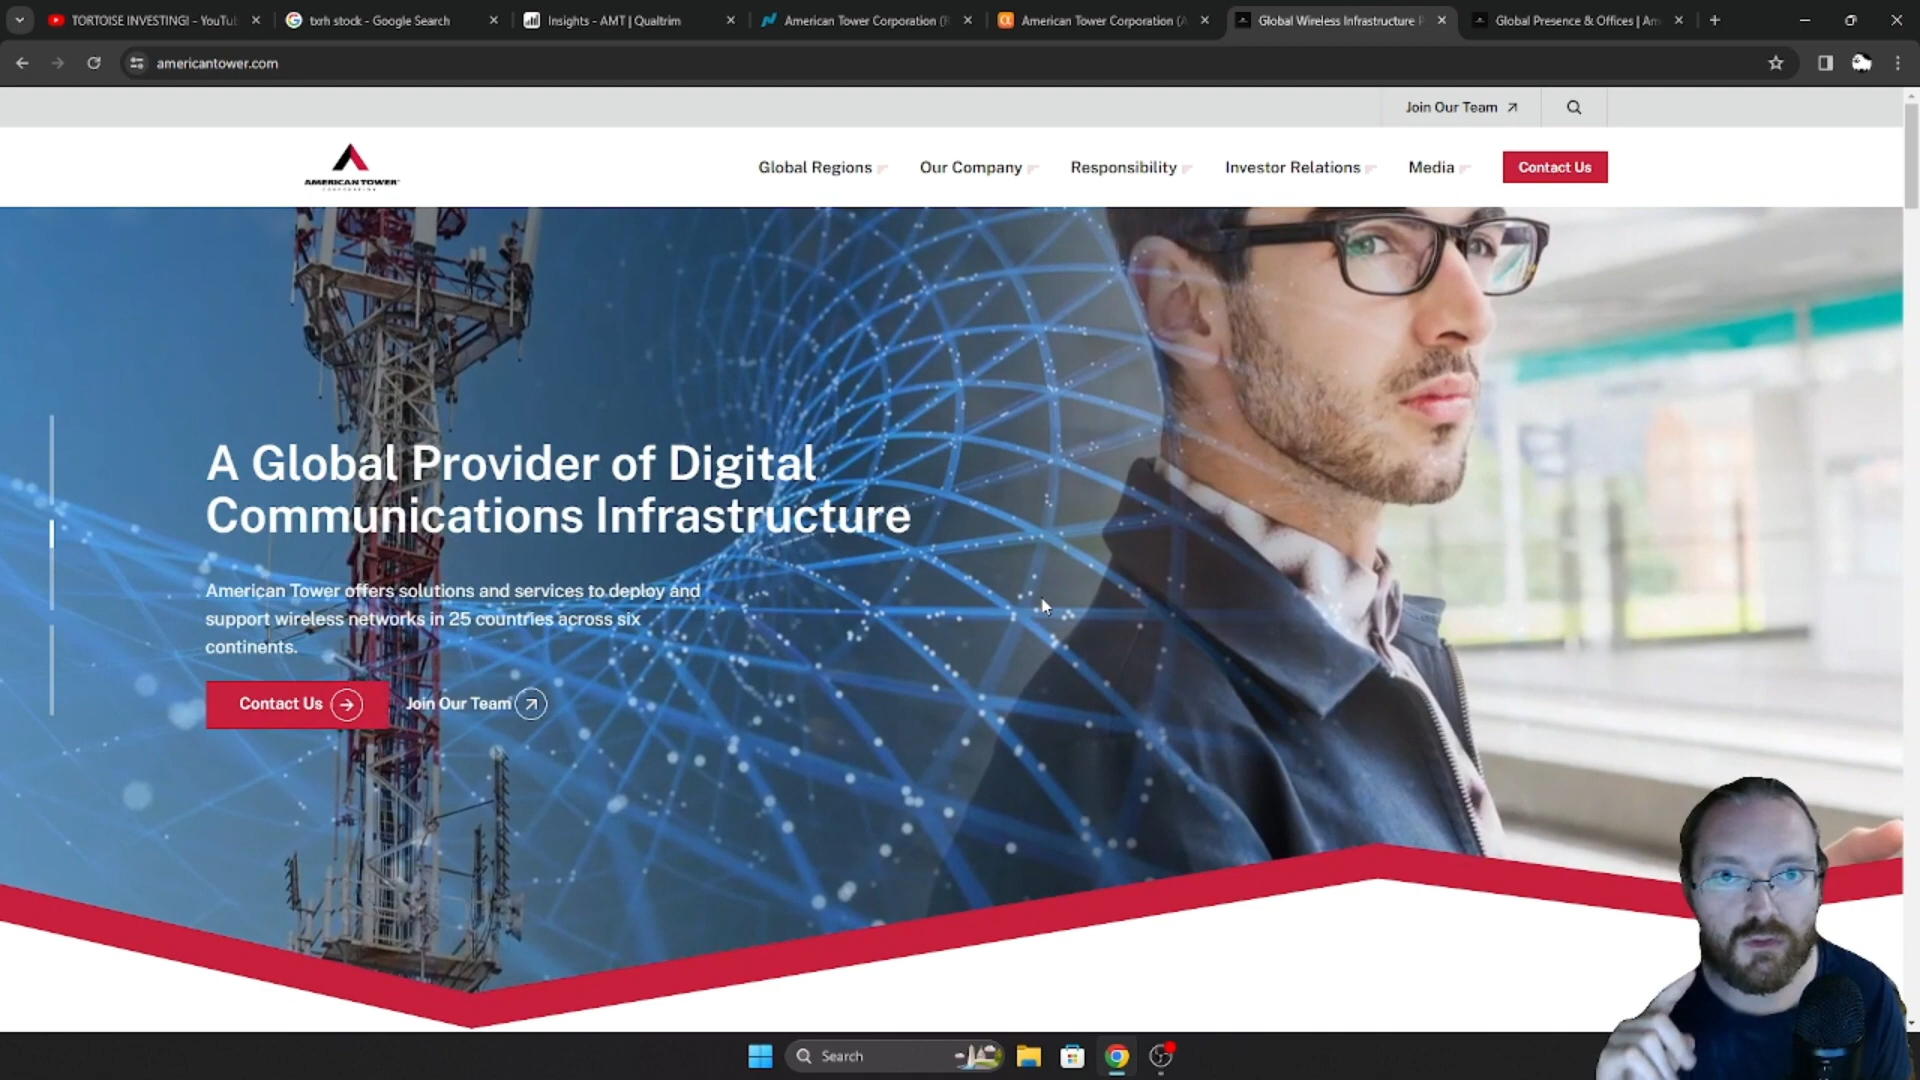 TORTOISE INVESTING! - YouTu
txrh stock - Google Search
Insights - AMT | Qualtrim
American Tower Corporation (
American Tower Corporation (A
Global Wireless Infrastructure P
Global Presence & Offices | Am
americantower.com
Join Our Team
AMERICAN TOWER
CORPORATION
Global Regions
Our Company
Responsibility
Investor Relations
Media
Contact Us
A Global Provider of Digital
Communications Infrastructure
American Tower offers solutions and services to deploy and
support wireless networks in 25 countries across six
continents.
Contact Us
Join Our Team
Search